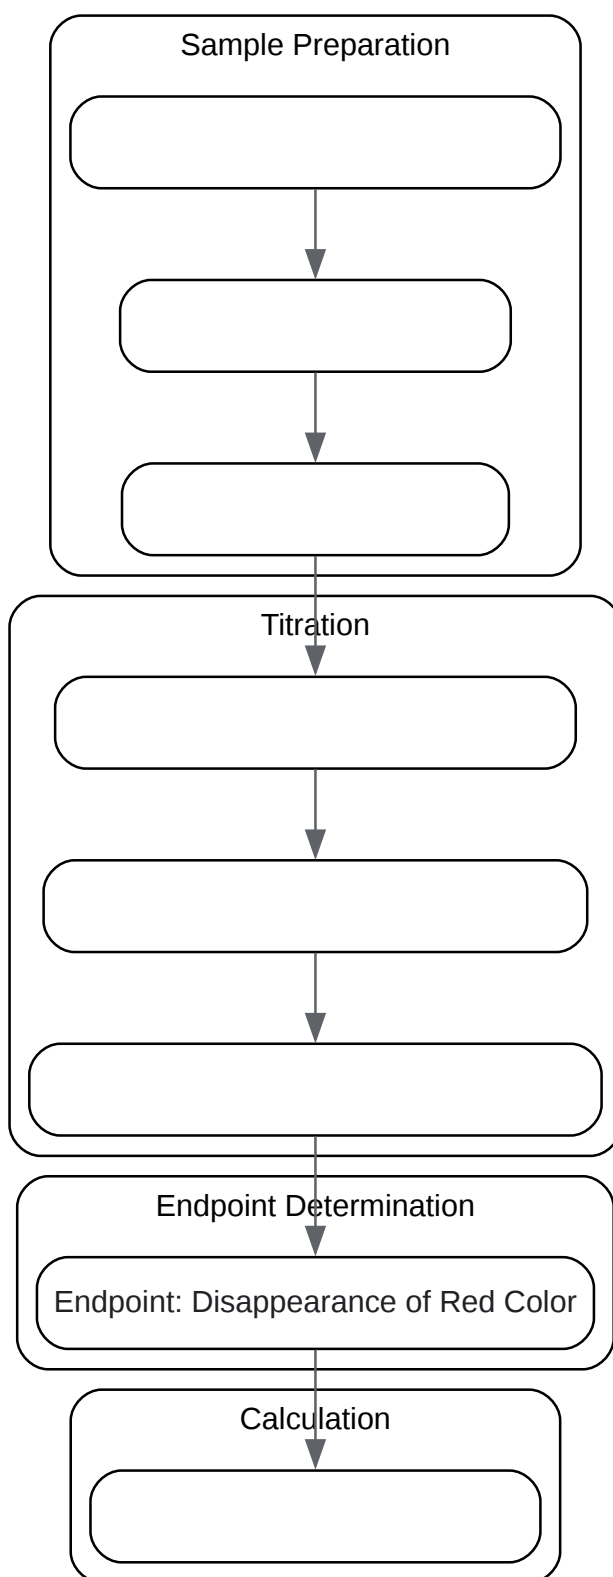 Sample Preparation
Titration
Endpoint Determination
Endpoint: Disappearance of Red Color
Calculation